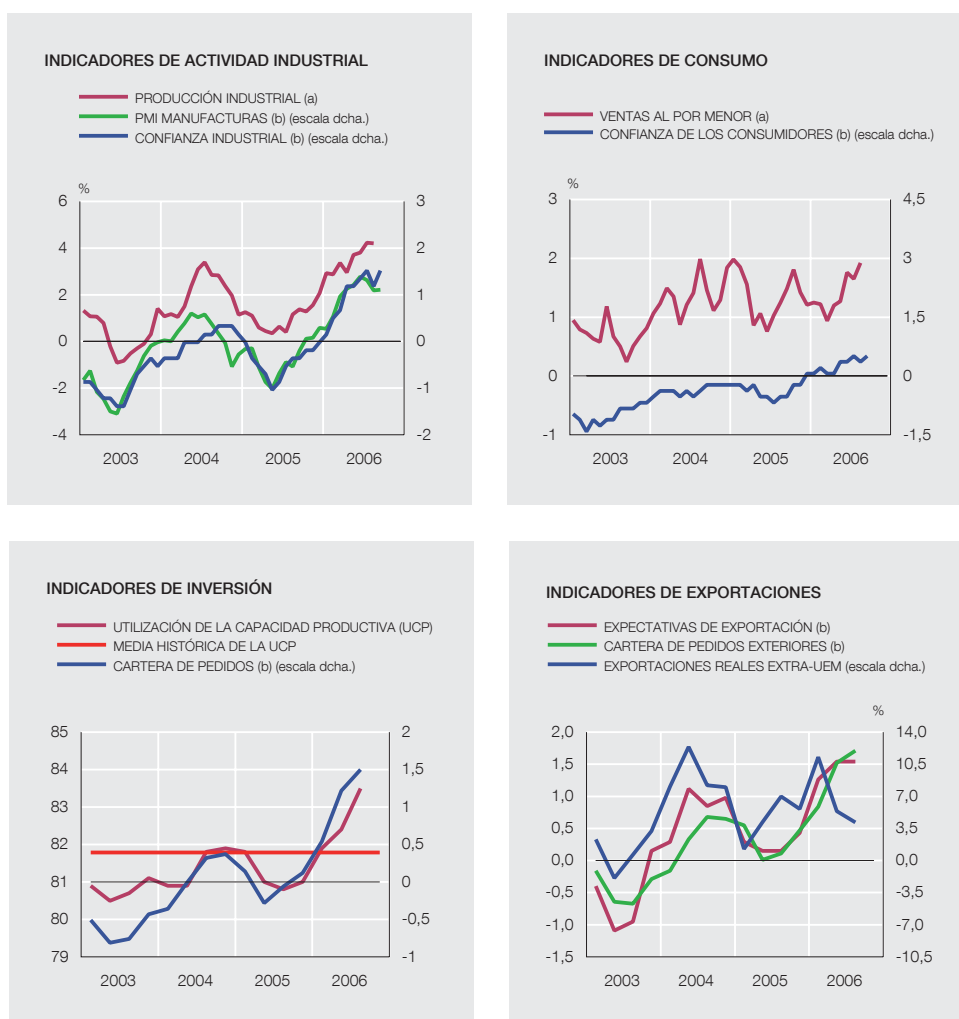 INDICADORES DE ACTIVIDAD INDUSTRIAL
PRODUCCIÓN INDUSTRIAL (a)
PMI MANUFACTURAS (b) (escala dcha.)
CONFIANZA INDUSTRIAL (b) (escala dcha.)
%
6 3
4 2
2 1
0 0
-2 -1
-4 -2
2003 2004 2005 2006
INDICADORES DE CONSUMO
VENTAS AL POR MENOR (a)
CONFIANZA DE LOS CONSUMIDORES (b) (escala dcha.)
%
3 4,5
2 3
1 1,5
0 0
-1 -1,5
2003 2004 2005 2006
INDICADORES DE INVERSIÓN
UTILIZACIÓN DE LA CAPACIDAD PRODUCTIVA (UCP)
MEDIA HISTÓRICA DE LA UCP
CARTERA DE PEDIDOS (b) (escala dcha.)
85 2
84 1,5
83 1
82 0,5
81 0
80 -0,5
79 -1
2003 2004 2005 2006
INDICADORES DE EXPORTACIONES
EXPECTATIVAS DE EXPORTACIÓN (b)
CARTERA DE PEDIDOS EXTERIORES (b)
EXPORTACIONES REALES EXTRA-UEM (escala dcha.)
%
2,0 14,0
1,5 10,5
1,0 7,0
0,5 3,5
0,0 0,0
-0,5 -3,5
-1,0 -7,0
-1,5 -10,5
2003 2004 2005 2006